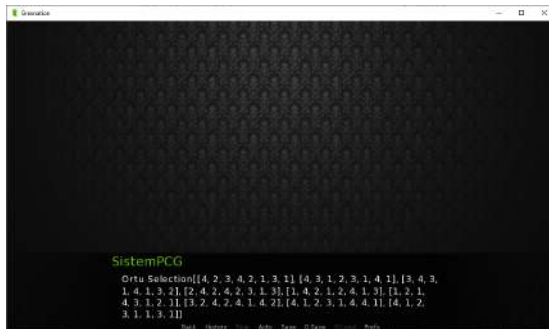 Greenatice
SistemPCG
Ortu Selection[[4, 2, 3, 4, 2, 1, 3, 1], [4, 3, 1, 2, 3, 1, 4, 1], [3, 4, 3,
1, 4, 1, 3, 2], [2, 4, 2, 4, 2, 3, 1, 3], [1, 4, 2, 1, 2, 4, 1, 3], [1, 2, 1,
4, 3, 1, 2, 1], [3, 2, 4, 2, 4, 1, 4, 2], [4, 1, 2, 3, 1, 4, 4, 1], [4, 1, 2,
3, 1, 1, 3, 1]]
Back History Skip Auto Save Q.Save Q.Load Prefs